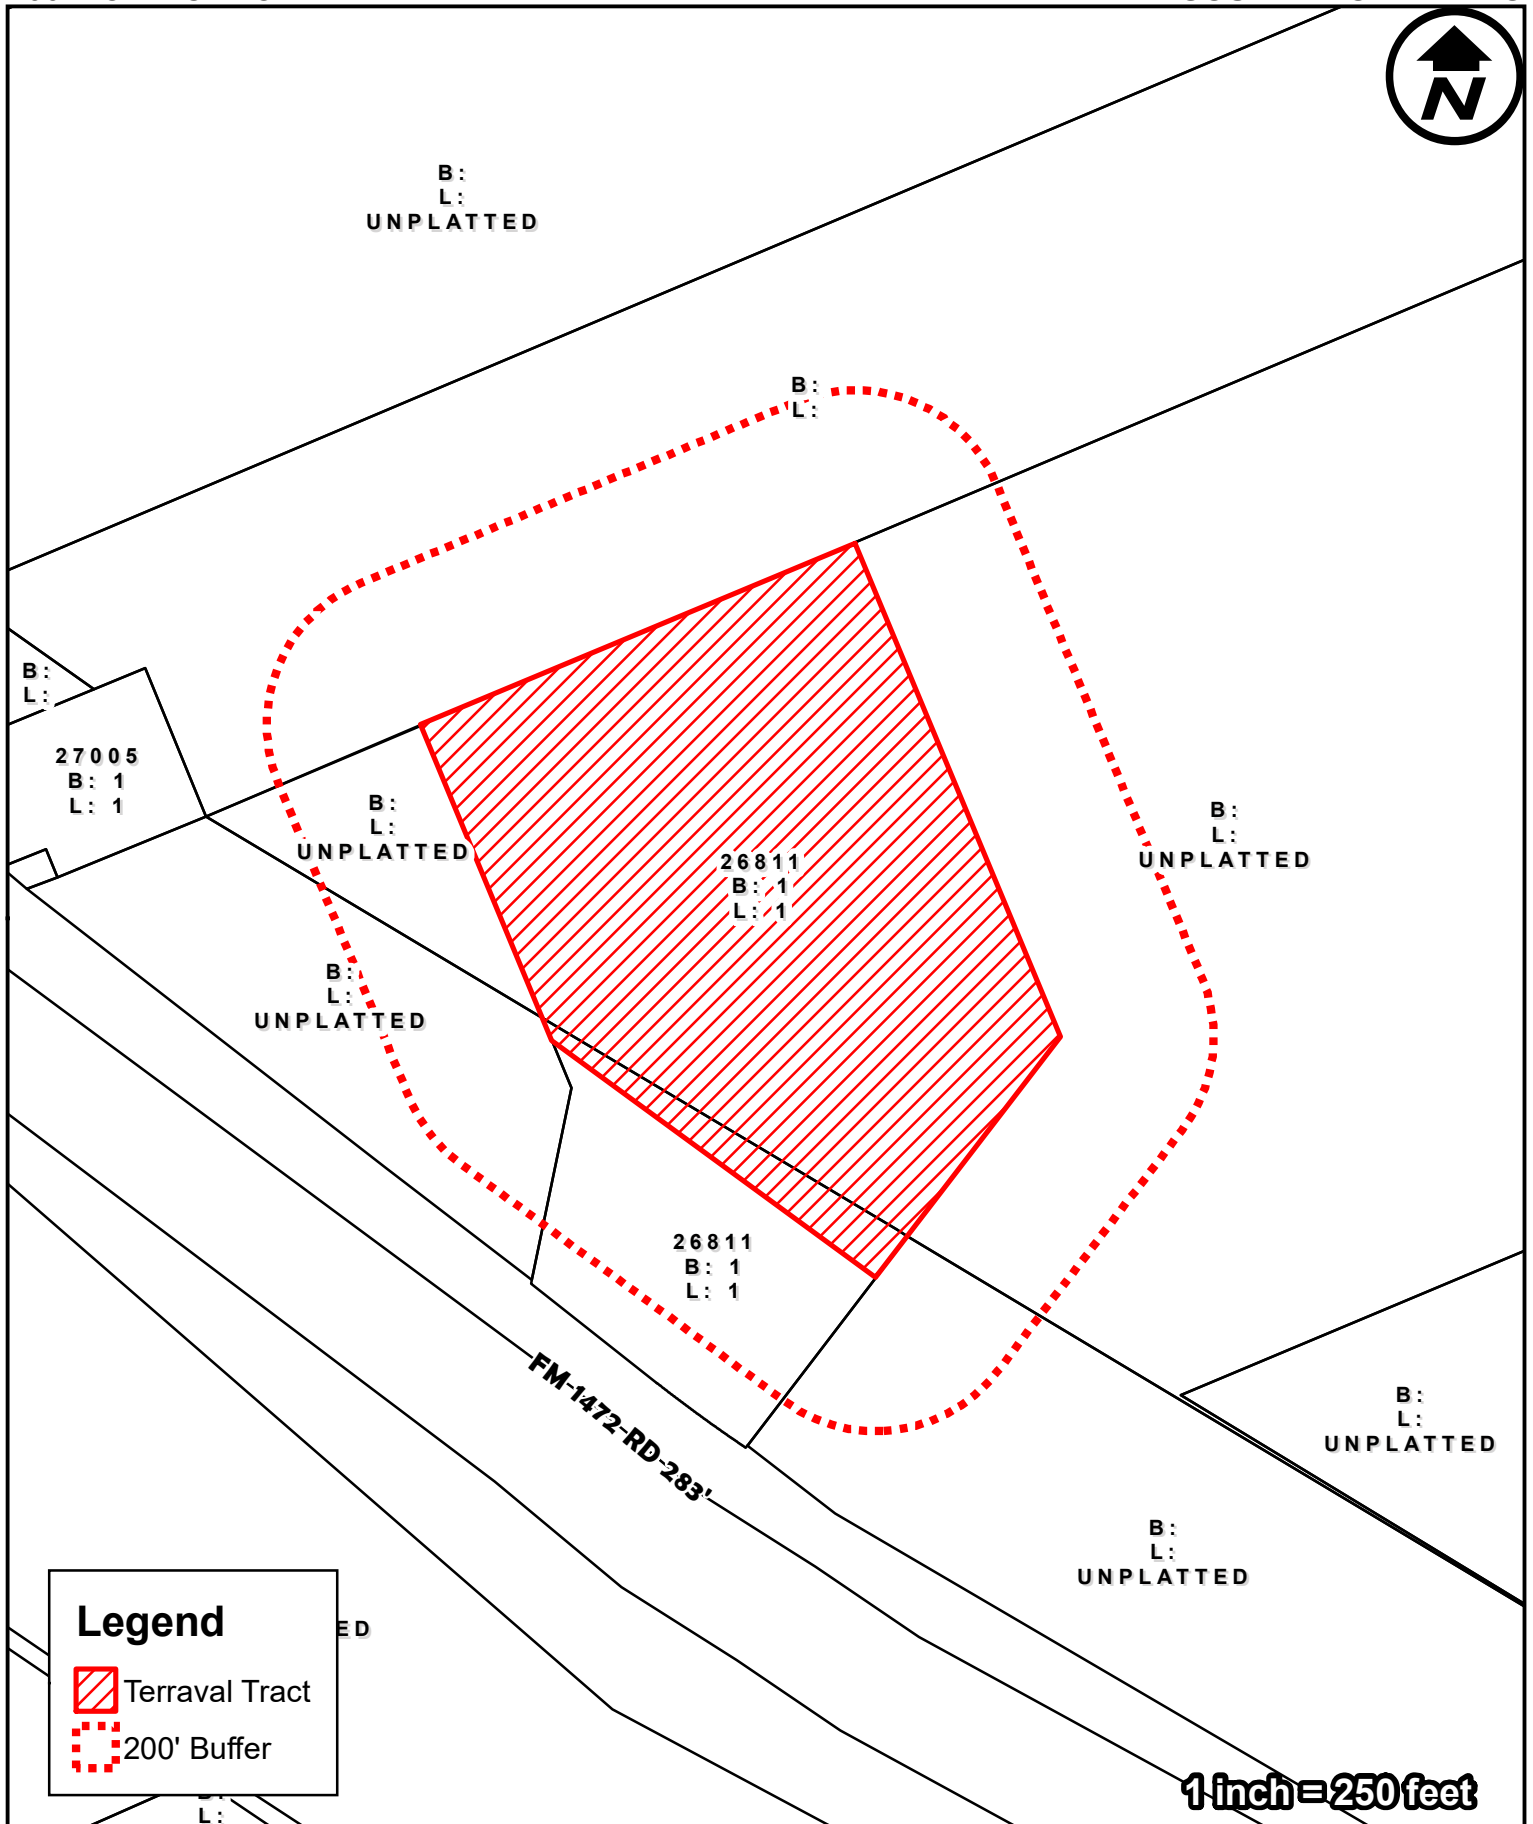 N
B:
L:
UNPLATTED
B:
L:
B:
L:
27005
B: 1
L: 1
B:
L:
UNPLATTED
26811
B: 1
L: 1
B:
L:
UNPLATTED
B:
L:
UNPLATTED
26811
B: 1
L: 1
FM 1472 RD 283'
B:
L:
UNPLATTED
B:
L:
UNPLATTED
Legend
ED
Terraval Tract
200' Buffer
1 inch = 250 feet
L: